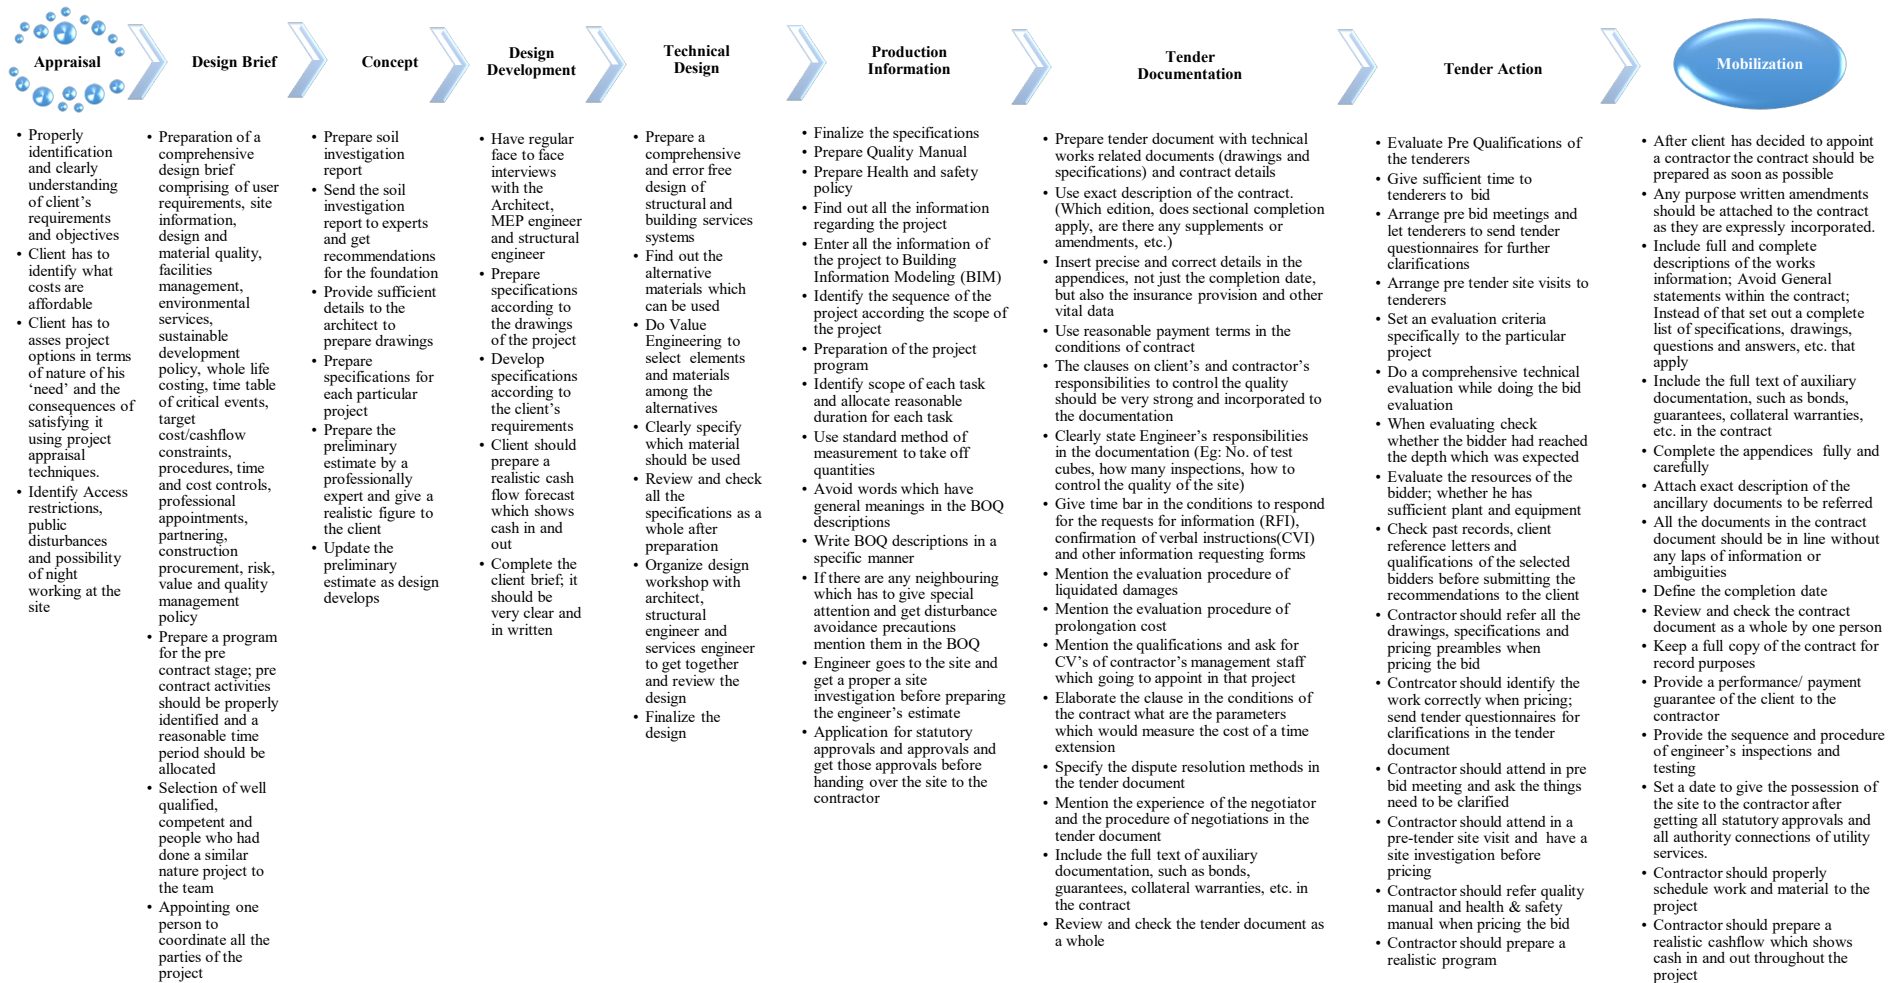 Appraisal
Design Brief
Concept
Design
Development
Technical
Design
Production
Information
Tender
Documentation
Tender Action
Mobilization
• Properly
identification
and clearly
understanding
of client's
requirements
and objectives
• Client has to
identify what
costs are
affordable
• Client has to
asses project
options in terms
of nature of his
‘need’ and the
consequences of
satisfying it
using project
appraisal
techniques.
• Identify Access
restrictions,
public
disturbances
and possibility
of night
working at the
site
• Preparation of a
comprehensive
design brief
comprising of user
requirements, site
information,
design and
material quality,
facilities
management,
environmental
services,
sustainable
development
policy, whole life
costing, time table
of critical events,
target
cost/cashflow
constraints,
procedures, time
and cost controls,
professional
appointments,
partnering,
construction
procurement, risk,
value and quality
management
policy
• Prepare a program
for the pre
contract stage; pre
contract activities
should be properly
identified and a
reasonable time
period should be
allocated
• Selection of well
qualified,
competent and
people who had
done a similar
nature project to
the team
• Appointing one
person to
coordinate all the
parties of the
project
• Prepare soil
investigation
report
• Send the soil
investigation
report to experts
and get
recommendations
for the foundation
• Provide sufficient
details to the
architect to
prepare drawings
• Prepare
specifications for
each particular
project
• Prepare the
preliminary
estimate by a
professionally
expert and give a
realistic figure to
the client
• Update the
preliminary
estimate as design
develops
• Have regular
face to face
interviews
with the
Architect,
MEP engineer
and structural
engineer
• Prepare
specifications
according to
the drawings
of the project
• Develop
specifications
according to
the client's
requirements
• Client should
prepare a
realistic cash
flow forecast
which shows
cash in and
out
• Complete the
client brief; it
should be
very clear and
in written
• Prepare a
comprehensive
and error free
design of
structural and
building services
systems
• Find out the
alternative
materials which
can be used
• Do Value
Engineering to
select elements
and materials
among the
alternatives
• Clearly specify
which material
should be used
• Review and check
all the
specifications as a
whole after
preparation
• Organize design
workshop with
architect,
structural
engineer and
services engineer
to get together
and review the
design
• Finalize the
design
• Finalize the specifications
• Prepare Quality Manual
• Prepare Health and safety
policy
• Find out all the information
regarding the project
• Enter all the information of
the project to Building
Information Modeling (BIM)
• Identify the sequence of the
project according the scope of
the project
• Preparation of the project
program
• Identify scope of each task
and allocate reasonable
duration for each task
• Use standard method of
measurement to take off
quantities
• Avoid words which have
general meanings in the BOQ
descriptions
• Write BOQ descriptions in a
specific manner
• If there are any neighbouring
which has to give special
attention and get disturbance
avoidance precautions
mention them in the BOQ
• Engineer goes to the site and
get a proper a site
investigation before preparing
the engineer's estimate
• Application for statutory
approvals and approvals and
get those approvals before
handing over the site to the
contractor
• Prepare tender document with technical
works related documents (drawings and
specifications) and contract details
• Use exact description of the contract.
(Which edition, does sectional completion
apply, are there any supplements or
amendments, etc.)
• Insert precise and correct details in the
appendices, not just the completion date,
but also the insurance provision and other
vital data
• Use reasonable payment terms in the
conditions of contract
• The clauses on client's and contractor's
responsibilities to control the quality
should be very strong and incorporated to
the documentation
• Clearly state Engineer's responsibilities
in the documentation (Eg: No. of test
cubes, how many inspections, how to
control the quality of the site)
• Give time bar in the conditions to respond
for the requests for information (RFI),
confirmation of verbal instructions(CVI)
and other information requesting forms
• Mention the evaluation procedure of
liquidated damages
• Mention the evaluation procedure of
prolongation cost
• Mention the qualifications and ask for
CV's of contractor's management staff
which going to appoint in that project
• Elaborate the clause in the conditions of
the contract what are the parameters
which would measure the cost of a time
extension
• Specify the dispute resolution methods in
the tender document
• Mention the experience of the negotiator
and the procedure of negotiations in the
tender document
• Include the full text of auxiliary
documentation, such as bonds,
guarantees, collateral warranties, etc. in
the contract
• Review and check the tender document as
a whole
• Evaluate Pre Qualifications of
the tenderers
• Give sufficient time to
tenderers to bid
• Arrange pre bid meetings and
let tenderers to send tender
questionnaires for further
clarifications
• Arrange pre tender site visits to
tenderers
• Set an evaluation criteria
specifically to the particular
project
• Do a comprehensive technical
evaluation while doing the bid
evaluation
• When evaluating check
whether the bidder had reached
the depth which was expected
• Evaluate the resources of the
bidder; whether he has
sufficient plant and equipment
• Check past records, client
reference letters and
qualifications of the selected
bidders before submitting the
recommendations to the client
• Contractor should refer all the
drawings, specifications and
pricing preambles when
pricing the bid
• Contrcator should identify the
work correctly when pricing;
send tender questionnaires for
clarifications in the tender
document
• Contractor should attend in pre
bid meeting and ask the things
need to be clarified
• Contractor should attend in a
pre-tender site visit and have a
site investigation before
pricing
• Contractor should refer quality
manual and health & safety
manual when pricing the bid
• Contractor should prepare a
realistic program
• After client has decided to appoint
a contractor the contract should be
prepared as soon as possible
• Any purpose written amendments
should be attached to the contract
as they are expressly incorporated.
• Include full and complete
descriptions of the works
information; Avoid General
statements within the contract;
Instead of that set out a complete
list of specifications, drawings,
questions and answers, etc. that
apply
• Include the full text of auxiliary
documentation, such as bonds,
guarantees, collateral warranties,
etc. in the contract
• Complete the appendices fully and
carefully
• Attach exact description of the
ancillary documents to be referred
• All the documents in the contract
document should be in line without
any laps of information or
ambiguities
• Define the completion date
• Review and check the contract
document as a whole by one person
• Keep a full copy of the contract for
record purposes
• Provide a performance/ payment
guarantee of the client to the
contractor
• Provide the sequence and procedure
of engineer's inspections and
testing
• Set a date to give the possession of
the site to the contractor after
getting all statutory approvals and
all authority connections of utility
services.
• Contractor should properly
schedule work and material to the
project
• Contractor should prepare a
realistic cashflow which shows
cash in and out throughout the
project